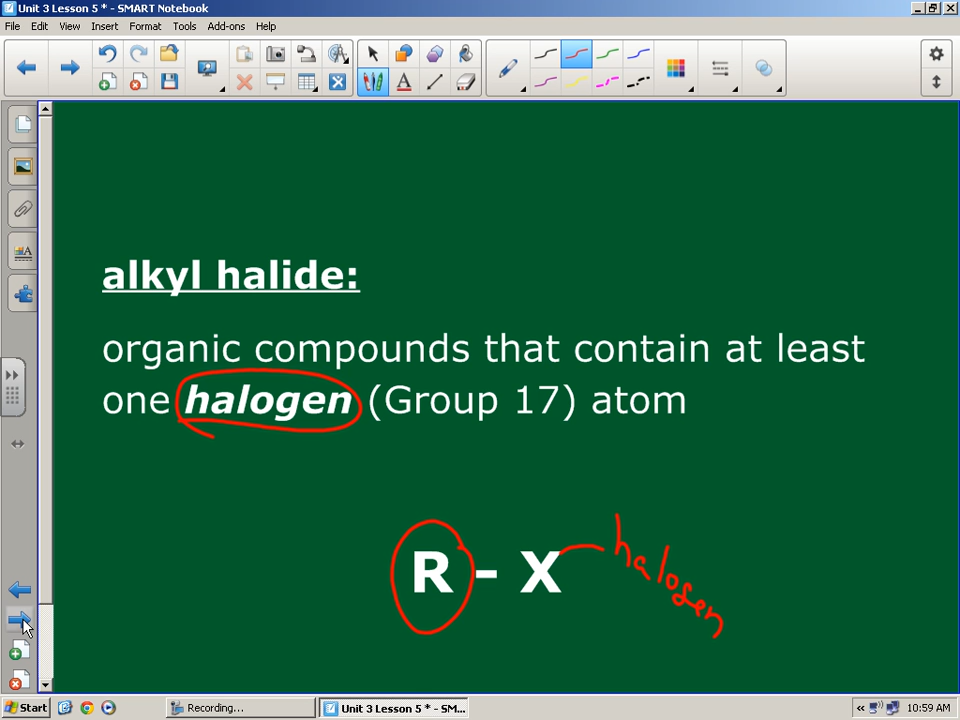 Unit 3 Lesson 5 * - SMART Notebook
File Edit View Insert Format Tools Add-ons Help
alkyl halide:
organic compounds that contain at least
one halogen (Group 17) atom
R - X
halogen
Start Recording... Unit 3 Lesson 5 * - SM... 10:59 AM